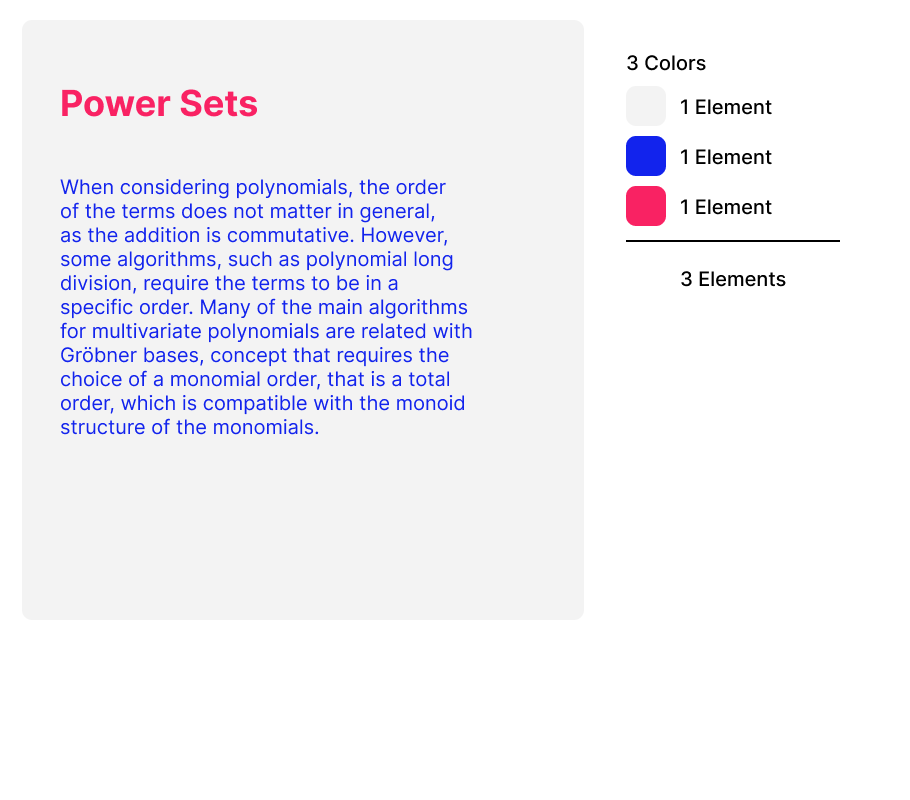 Power Sets
When considering polynomials, the order
of the terms does not matter in general,
as the addition is commutative. However,
some algorithms, such as polynomial long
division, require the terms to be in a
specific order. Many of the main algorithms
for multivariate polynomials are related with
Gröbner bases, concept that requires the
choice of a monomial order, that is a total
order, which is compatible with the monoid
structure of the monomials.
3 Colors
1 Element
1 Element
1 Element
3 Elements